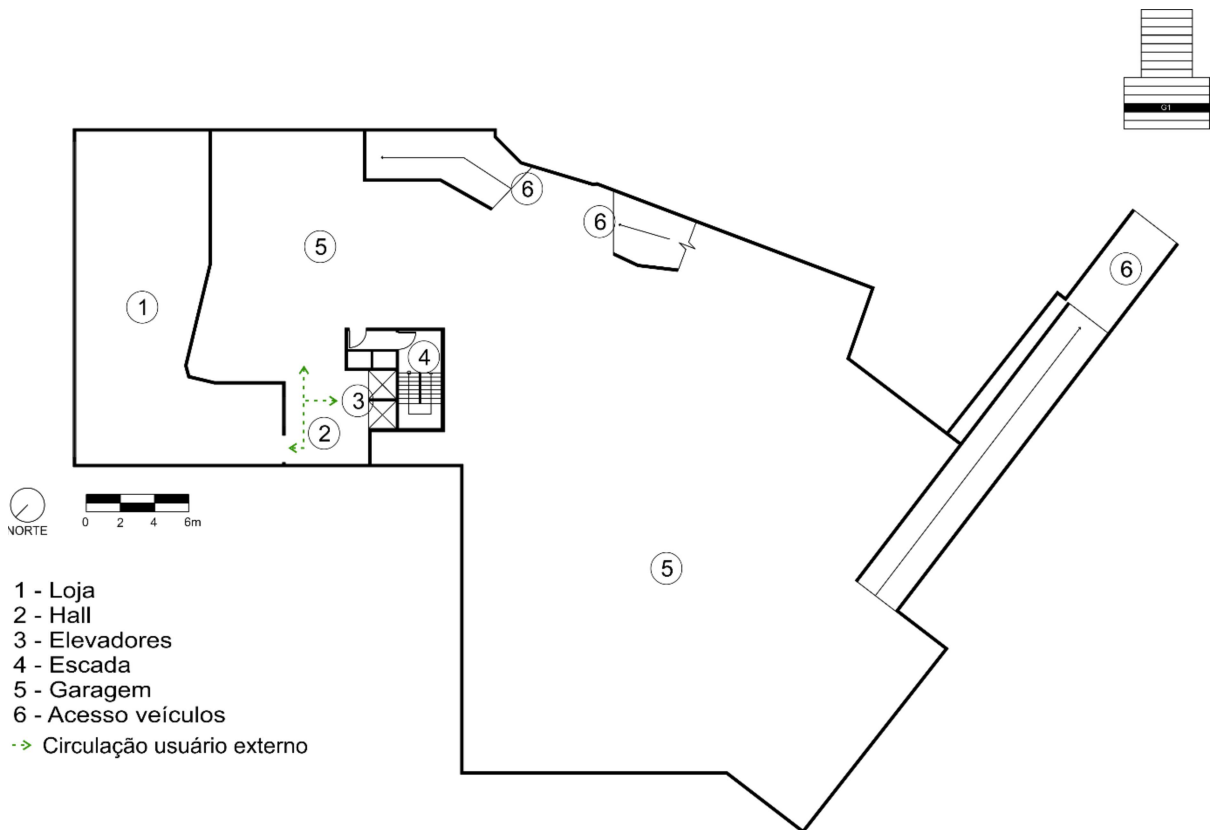 G1
6
6
5
6
1
4
3
2
NORTE
0 2 4 6m
5
1 - Loja
2 - Hall
3 - Elevadores
4 - Escada
5 - Garagem
6 - Acesso veículos
Circulação usuário externo